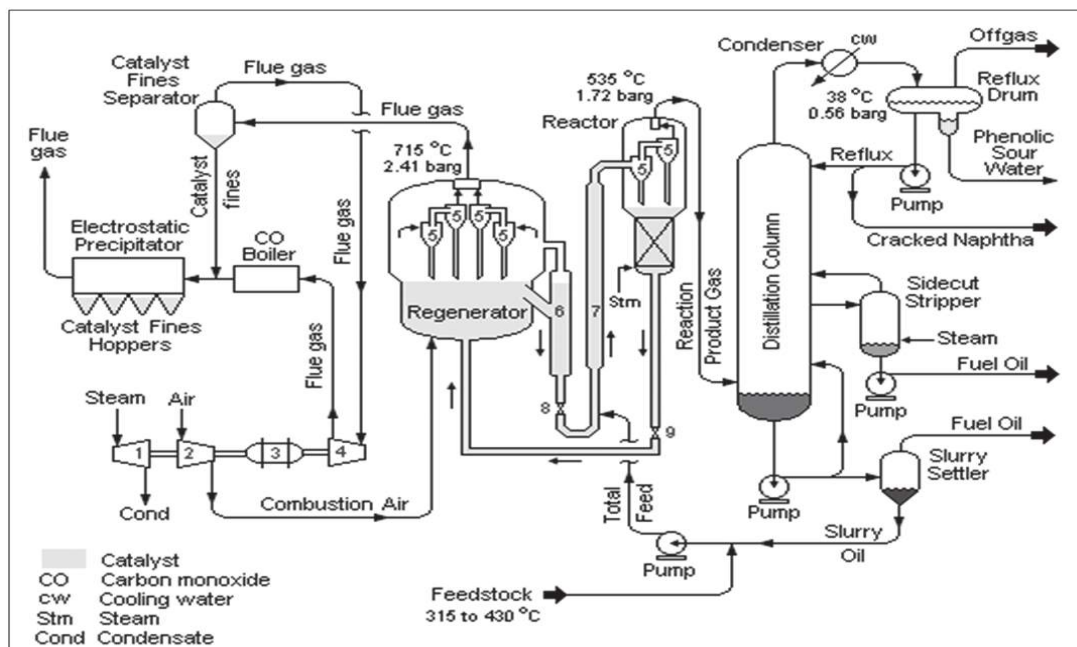 Catalyst
Fines
Separator
Flue gas
Flue gas
Flue
gas
Catalyst
fines
Flue gas
715 °C
2.41 barg
Electrostatic
Precipitator
CO
Boiler
Catalyst Fines
Hoppers
Flue gas
Steam
Air
1
2
3
4
Cond
Combustion Air
5
5
5
5
Regenerator
6
7
8
535 °C
1.72 barg
Reactor
5
5
Stm
9
Reaction
Product Gas
Total
Feed
Pump
Feedstock
315 to 430 °C
Slurry
Oil
Condenser
cw
38 °C
0.56 barg
Offgas
Reflux
Drum
Phenolic
Sour
Water
Reflux
Pump
Cracked Naphtha
Distillation Column
Sidecut
Stripper
Steam
Fuel Oil
Pump
Fuel Oil
Slurry
Settler
Pump
Catalyst
CO Carbon monoxide
cw Cooling water
Stm Steam
Cond Condensate